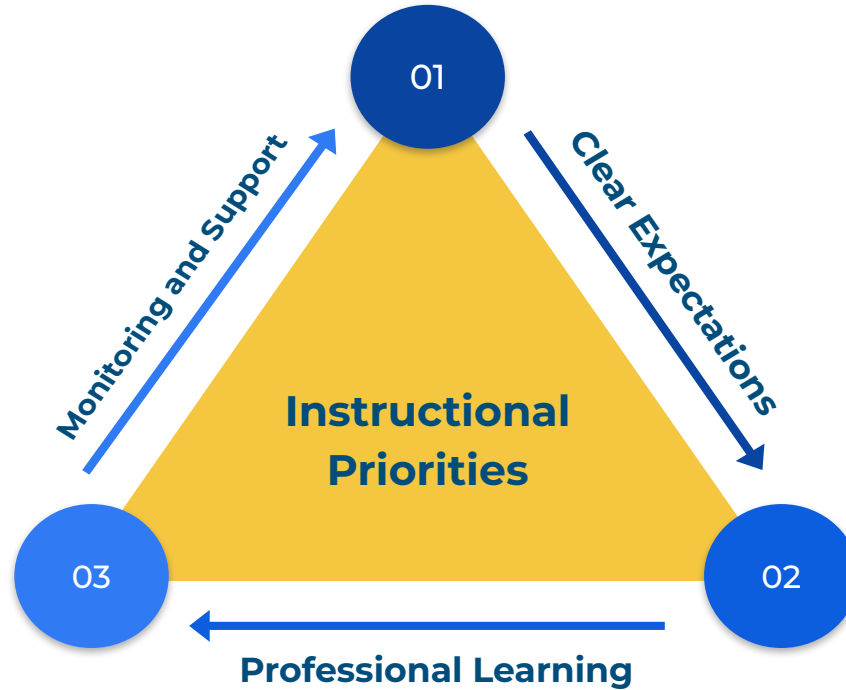 01
Clear Expectations
Monitoring and Support
Instructional
Priorities
03
02
Professional Learning